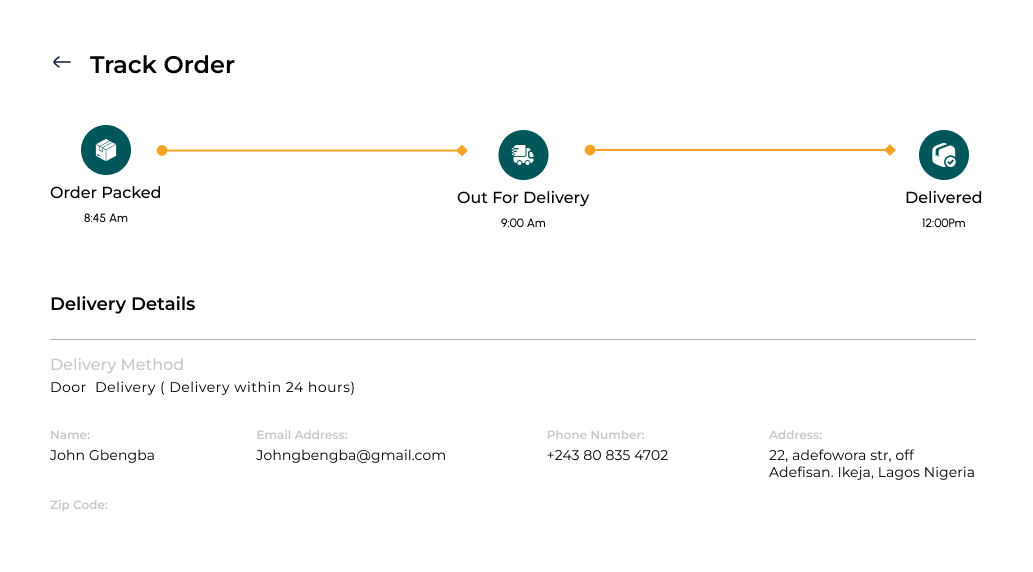 Track Order
Order Packed
8:45 Am
Out For Delivery
9:00 Am
Delivered
12:00Pm
Delivery Details
Delivery Method
Door  Delivery ( Delivery within 24 hours)
Name:
John Gbengba
Email Address:
Johngbengba@gmail.com
Phone Number:
+243 80 835 4702
Address:
22, adefowora str, off
Adefisan. Ikeja, Lagos Nigeria
Zip Code: